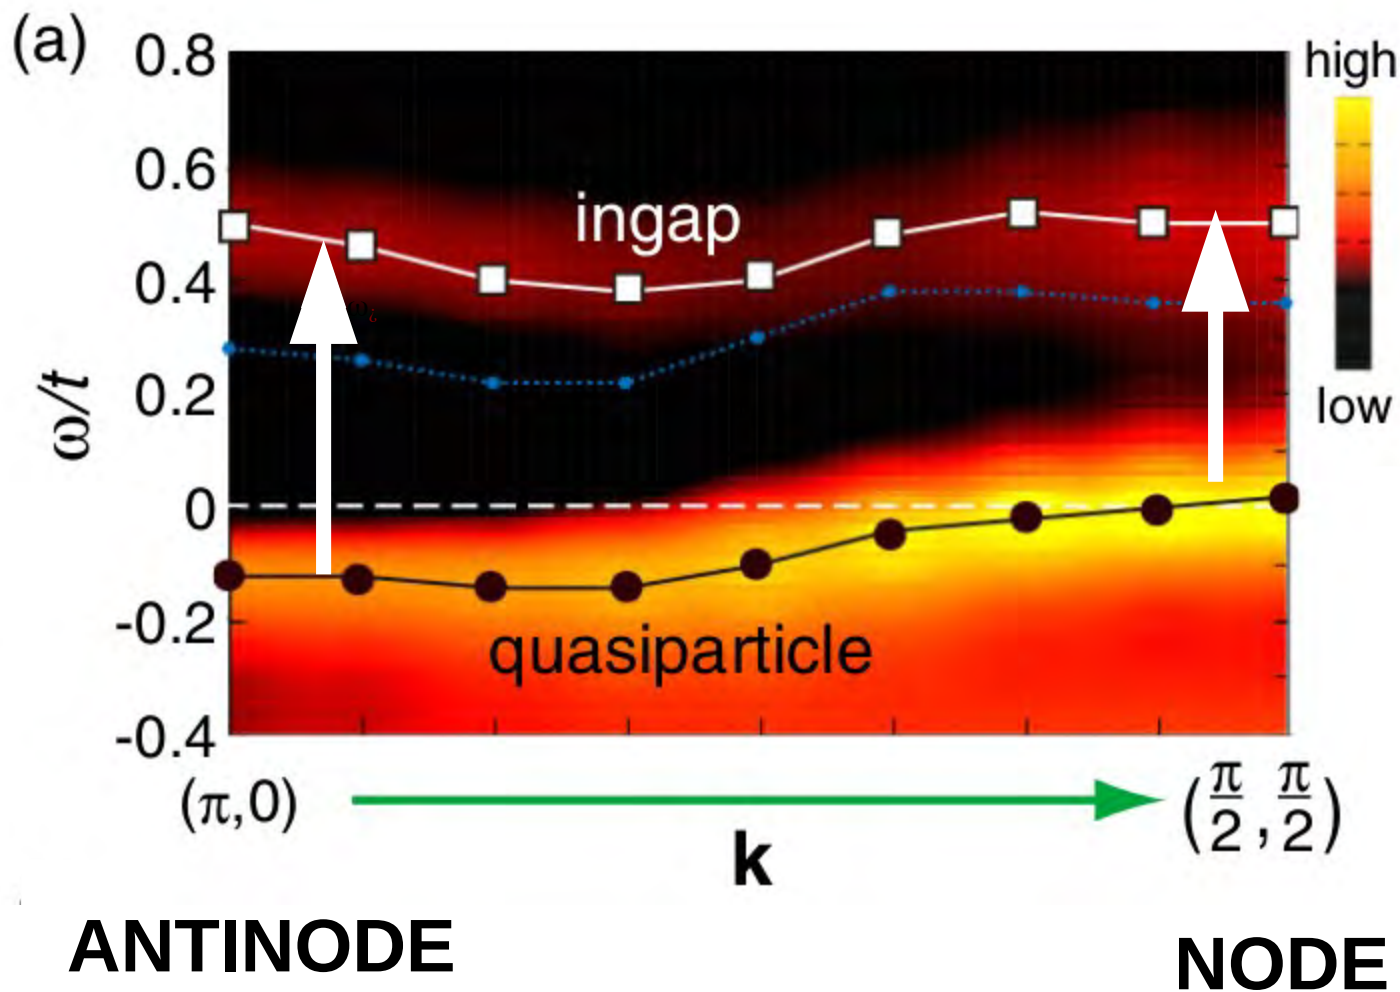 (a)
0.8
high
0.6
ingap
0.4
ω/t
0.2
low
0
-0.2
quasiparticle
-0.4
(π,0)
(π/2, π/2)
k
ANTINODE
NODE